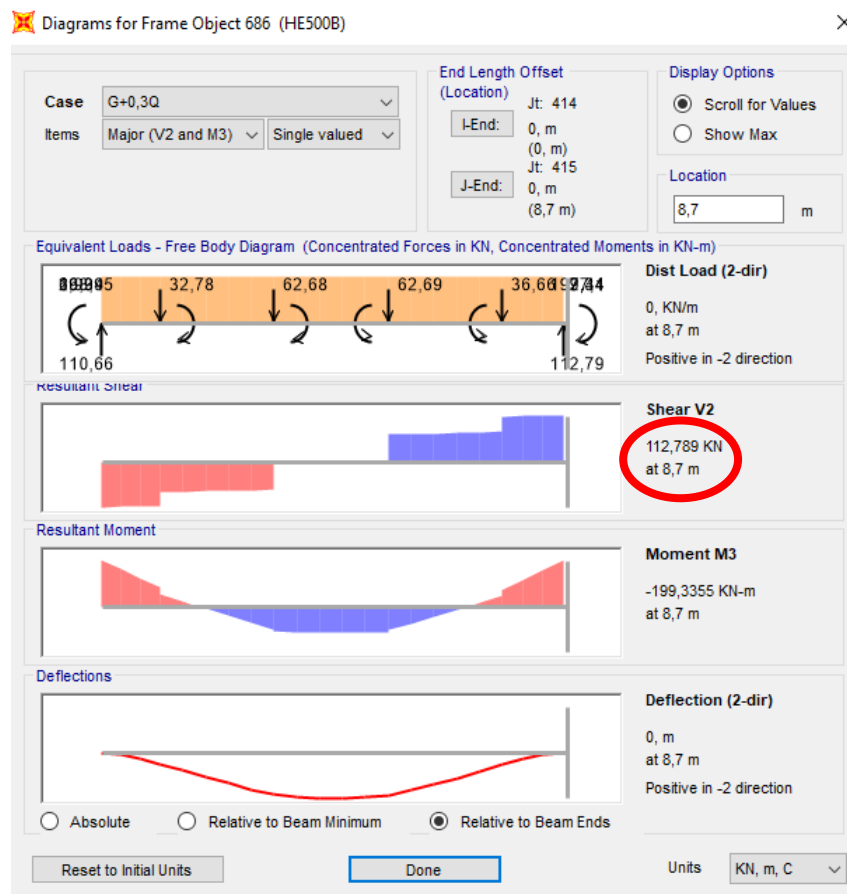 Diagrams for Frame Object 686 (HE500B)
Case G+0,3Q
Items Major (V2 and M3) Single valued
End Length Offset
(Location)
I-End: Jt: 414
0, m
(0, m)
J-End: Jt: 415
0, m
(8,7 m)
Display Options
Scroll for Values
Show Max
Location
8,7 m
Equivalent Loads - Free Body Diagram (Concentrated Forces in KN, Concentrated Moments in KN-m)
32,78 62,68 62,69 36,66
110,66 112,79
Dist Load (2-dir)
0, KN/m
at 8,7 m
Positive in -2 direction
Resultant Shear
Shear V2
112,789 KN
at 8,7 m
Resultant Moment
Moment M3
-199,3355 KN-m
at 8,7 m
Deflections
Deflection (2-dir)
0, m
at 8,7 m
Positive in -2 direction
Absolute Relative to Beam Minimum Relative to Beam Ends
Reset to Initial Units Done Units KN, m, C